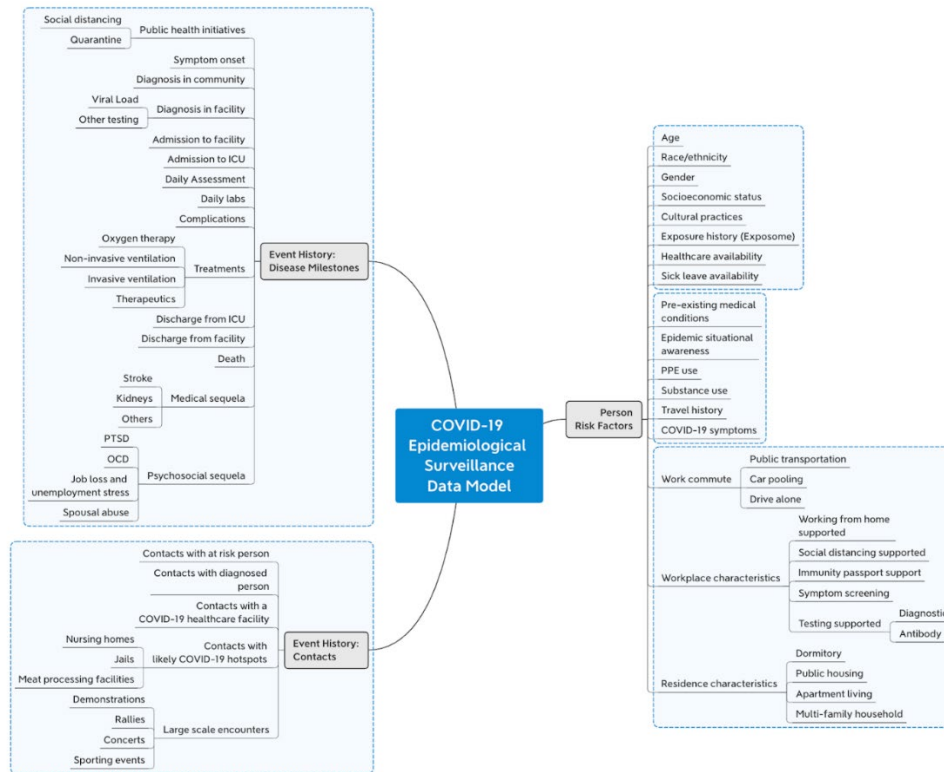 Social distancing
Quarantine
Public health initiatives
Symptom onset
Diagnosis in community
Viral Load
Other testing
Diagnosis in facility
Admission to facility
Admission to ICU
Daily Assessment
Daily labs
Complications
Oxygen therapy
Non-invasive ventilation
Invasive ventilation
Therapeutics
Treatments
Discharge from ICU
Discharge from facility
Death
Stroke
Kidneys
Others
Medical sequela
PTSD
OCD
Job loss and
unemployment stress
Spousal abuse
Psychosocial sequela
Event History:
Disease Milestones
Contacts with at risk person
Contacts with diagnosed
person
Contacts with a
COVID-19 healthcare facility
Nursing homes
Jails
Meat processing facilities
Contacts with
likely COVID-19 hotspots
Demonstrations
Rallies
Concerts
Sporting events
Large scale encounters
Event History:
Contacts
COVID-19
Epidemiological
Surveillance
Data Model
Person
Risk Factors
Age
Race/ethnicity
Gender
Socioeconomic status
Cultural practices
Exposure history (Exposome)
Healthcare availability
Sick leave availability
Pre-existing medical
conditions
Epidemic situational
awareness
PPE use
Substance use
Travel history
COVID-19 symptoms
Work commute
Public transportation
Car pooling
Drive alone
Workplace characteristics
Working from home
supported
Social distancing supported
Immunity passport support
Symptom screening
Testing supported
Diagnostic
Antibody
Residence characteristics
Dormitory
Public housing
Apartment living
Multi-family household